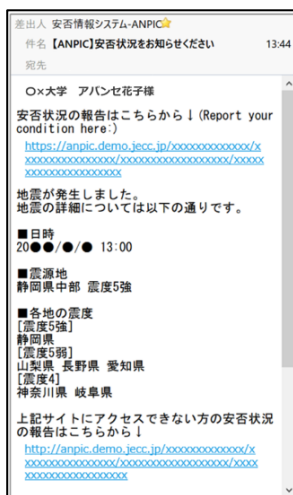 差出人 安否情報システム-ANPIC
件名 【ANPIC】安否状況をお知らせください 13:44
宛先
○×大学 アバンセ花子様
安否状況の報告はこちらから↓(Report your
condition here:)
https://anpic.demo.jecc.jp/xxxxxxxxxxxxx/x
xxxxxxxxxxxxxxx/xxxxxxxxxxxxxxxxxx/xxxxx
xxxxxxxxxxxxxxxx
地震が発生しました。
地震の詳細については以下の通りです。
■日時
20●●/●/● 13:00
■震源地
静岡県中部 震度5強
■各地の震度
[震度5強]
静岡県
[震度5弱]
山梨県 長野県 愛知県
[震度4]
神奈川県 岐阜県
上記サイトにアクセスできない方の安否状況
の報告はこちらから↓
http://anpic.demo.jecc.jp/xxxxxxxxxxxxx/x
xxxxxxxxxxxxxxx/xxxxxxxxxxxxxxxxxx/xxxx
xxxxxxxxxxxxxxxxx